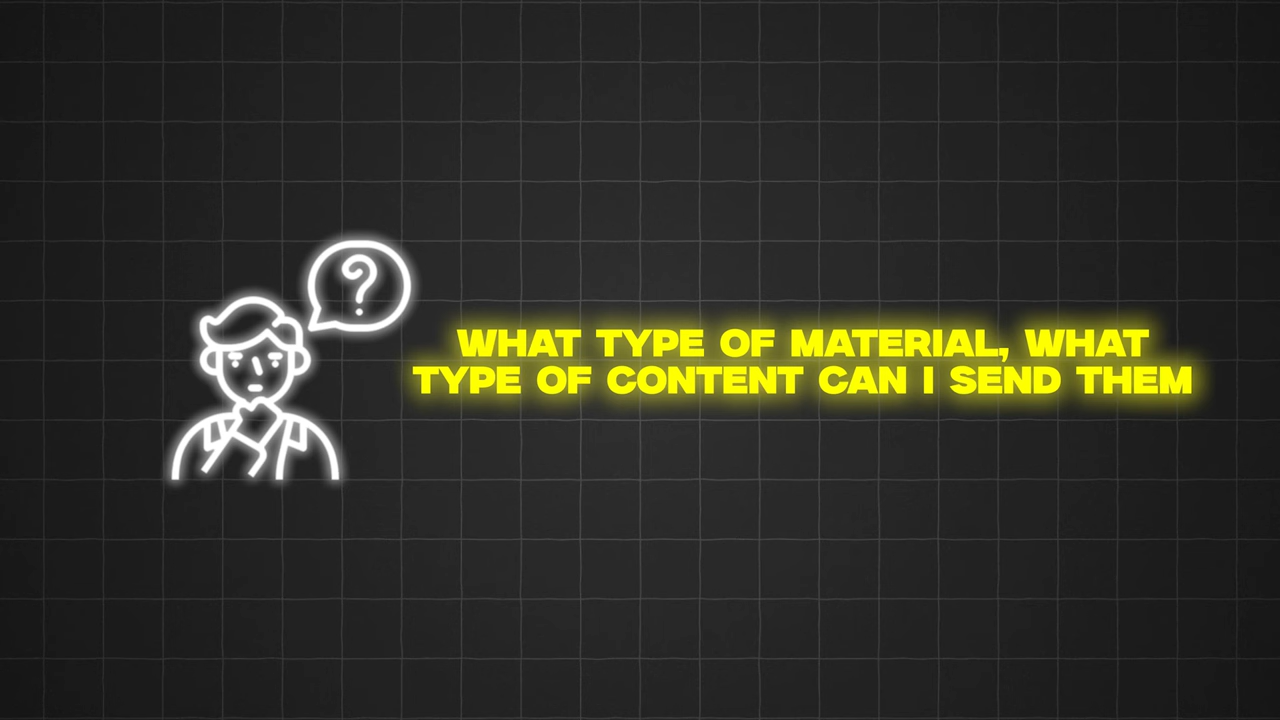 ?
WHAT TYPE OF MATERIAL, WHAT
TYPE OF CONTENT CAN I SEND THEM